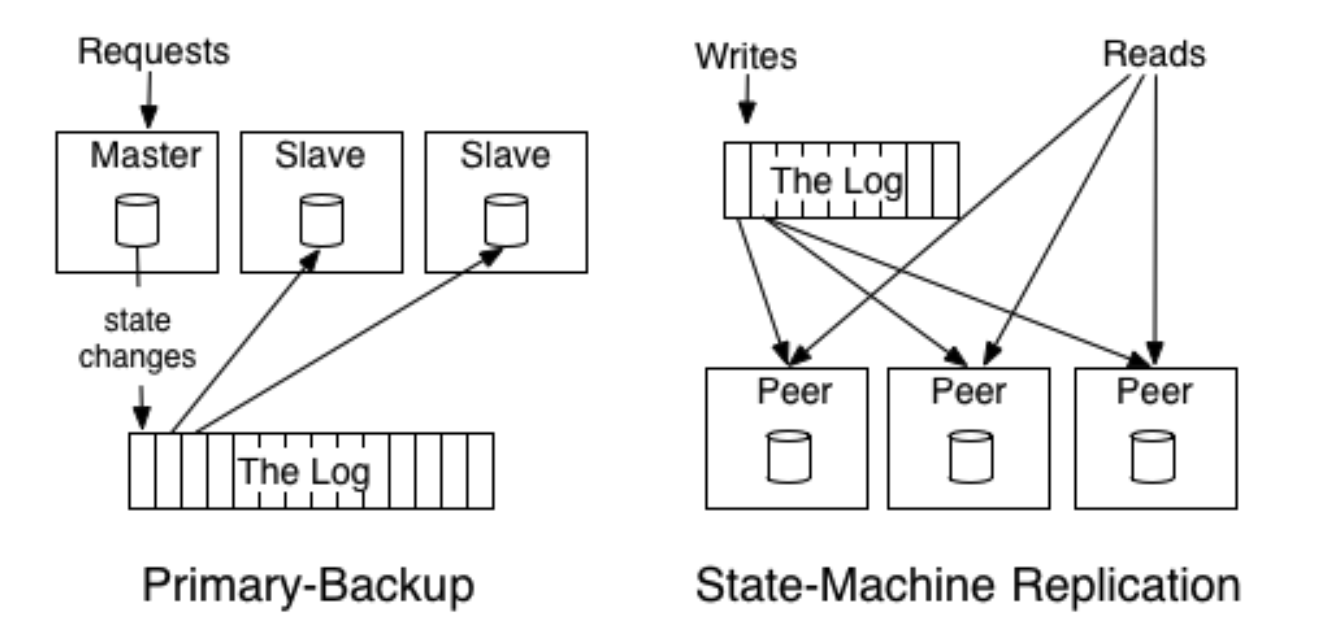 Requests
Master
Slave
Slave
state
changes
The Log
Primary-Backup
Writes
Reads
The Log
Peer
Peer
Peer
State-Machine Replication